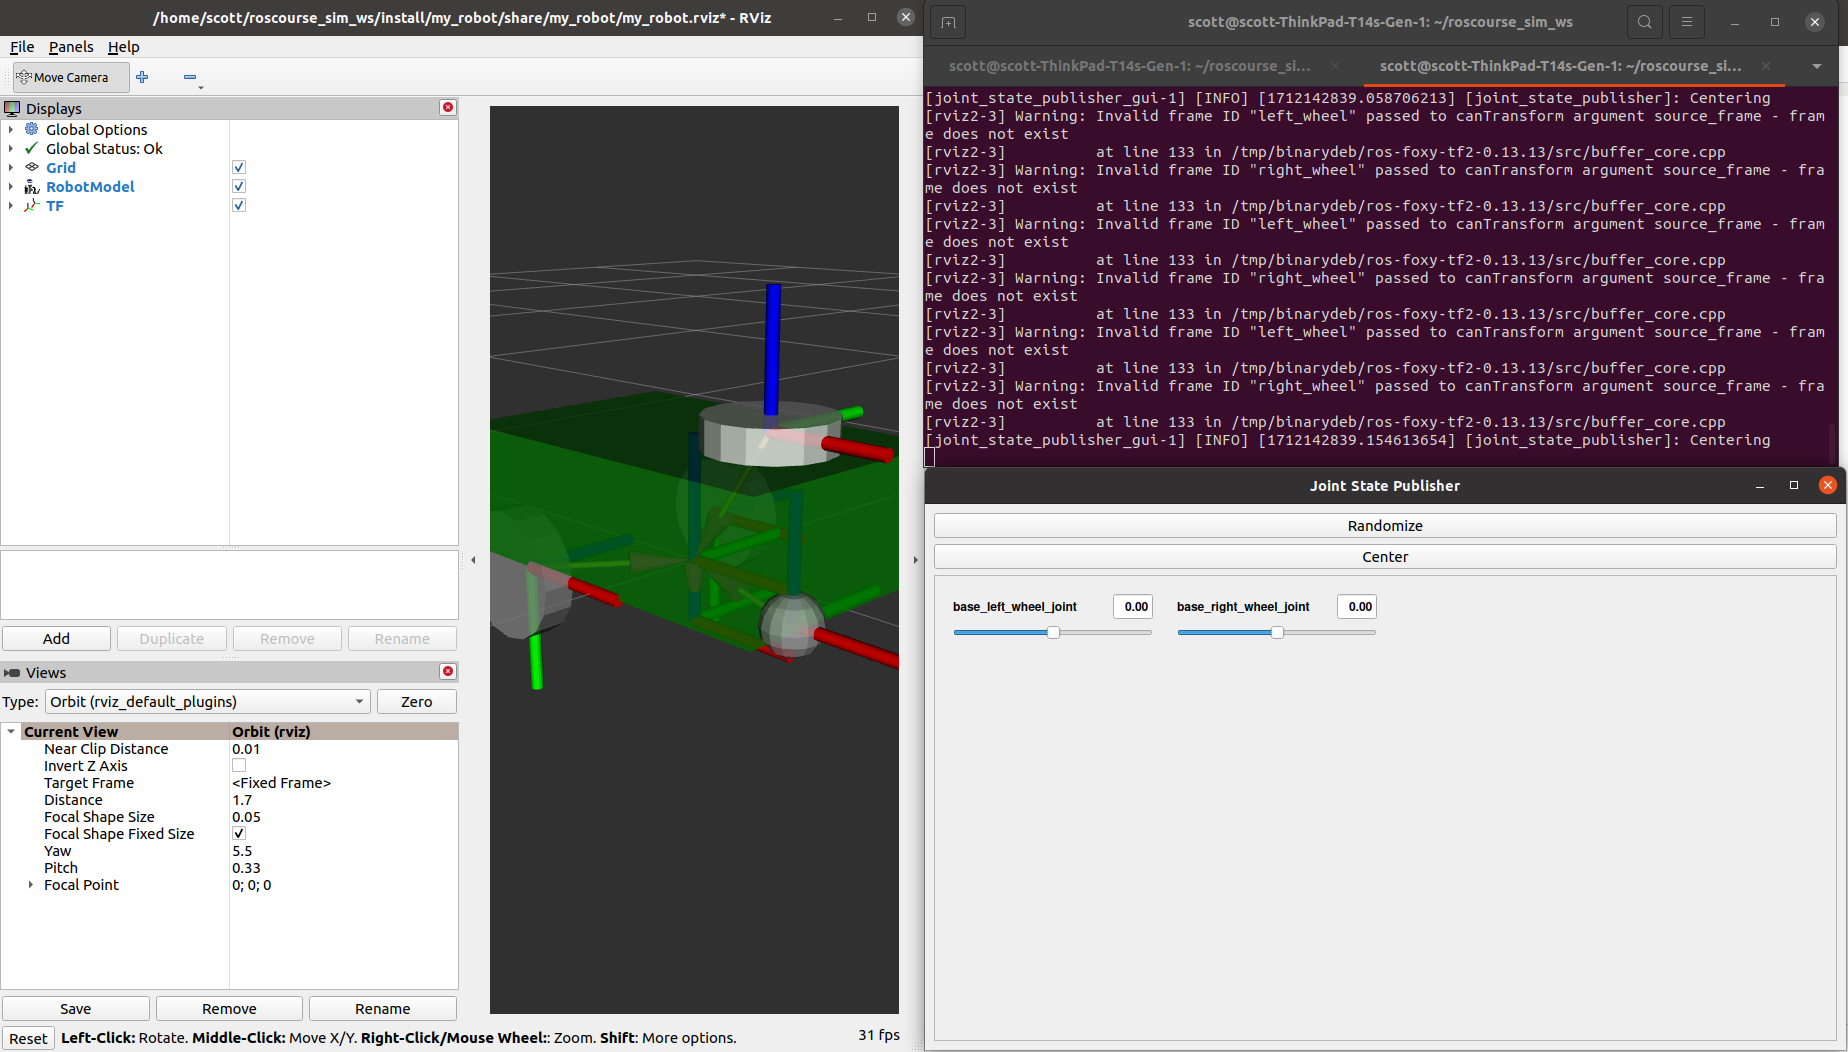 /home/scott/roscourse_sim_ws/install/my_robot/share/my_robot/my_robot.rviz* - RViz
File Panels Help
Move Camera
Displays
Global Options
Global Status: Ok
Grid
RobotModel
TF
Add Duplicate Remove Rename
Views
Type: Orbit (rviz_default_plugins) Zero
Current View Orbit (rviz)
Near Clip Distance 0.01
Invert Z Axis
Target Frame <Fixed Frame>
Distance 1.7
Focal Shape Size 0.05
Focal Shape Fixed Size
Yaw 5.5
Pitch 0.33
Focal Point 0; 0; 0
Save Remove Rename
Reset Left-Click: Rotate. Middle-Click: Move X/Y. Right-Click/Mouse Wheel:: Zoom. Shift: More options. 31 fps
scott@scott-ThinkPad-T14s-Gen-1: ~/roscourse_sim_ws
scott@scott-ThinkPad-T14s-Gen-1: ~/roscourse_si... scott@scott-ThinkPad-T14s-Gen-1: ~/roscourse_si...
[joint_state_publisher_gui-1] [INFO] [1712142839.058706213] [joint_state_publisher]: Centering
[rviz2-3] Warning: Invalid frame ID "left_wheel" passed to canTransform argument source_frame - fram
e does not exist
[rviz2-3] at line 133 in /tmp/binarydeb/ros-foxy-tf2-0.13.13/src/buffer_core.cpp
[rviz2-3] Warning: Invalid frame ID "right_wheel" passed to canTransform argument source_frame - fra
me does not exist
[rviz2-3] at line 133 in /tmp/binarydeb/ros-foxy-tf2-0.13.13/src/buffer_core.cpp
[rviz2-3] Warning: Invalid frame ID "left_wheel" passed to canTransform argument source_frame - fram
e does not exist
[rviz2-3] at line 133 in /tmp/binarydeb/ros-foxy-tf2-0.13.13/src/buffer_core.cpp
[rviz2-3] Warning: Invalid frame ID "right_wheel" passed to canTransform argument source_frame - fra
me does not exist
[rviz2-3] at line 133 in /tmp/binarydeb/ros-foxy-tf2-0.13.13/src/buffer_core.cpp
[rviz2-3] Warning: Invalid frame ID "left_wheel" passed to canTransform argument source_frame - fram
e does not exist
[rviz2-3] at line 133 in /tmp/binarydeb/ros-foxy-tf2-0.13.13/src/buffer_core.cpp
[rviz2-3] Warning: Invalid frame ID "right_wheel" passed to canTransform argument source_frame - fra
me does not exist
[rviz2-3] at line 133 in /tmp/binarydeb/ros-foxy-tf2-0.13.13/src/buffer_core.cpp
[joint_state_publisher_gui-1] [INFO] [1712142839.154613654] [joint_state_publisher]: Centering
Joint State Publisher
Randomize
Center
base_left_wheel_joint 0.00 base_right_wheel_joint 0.00